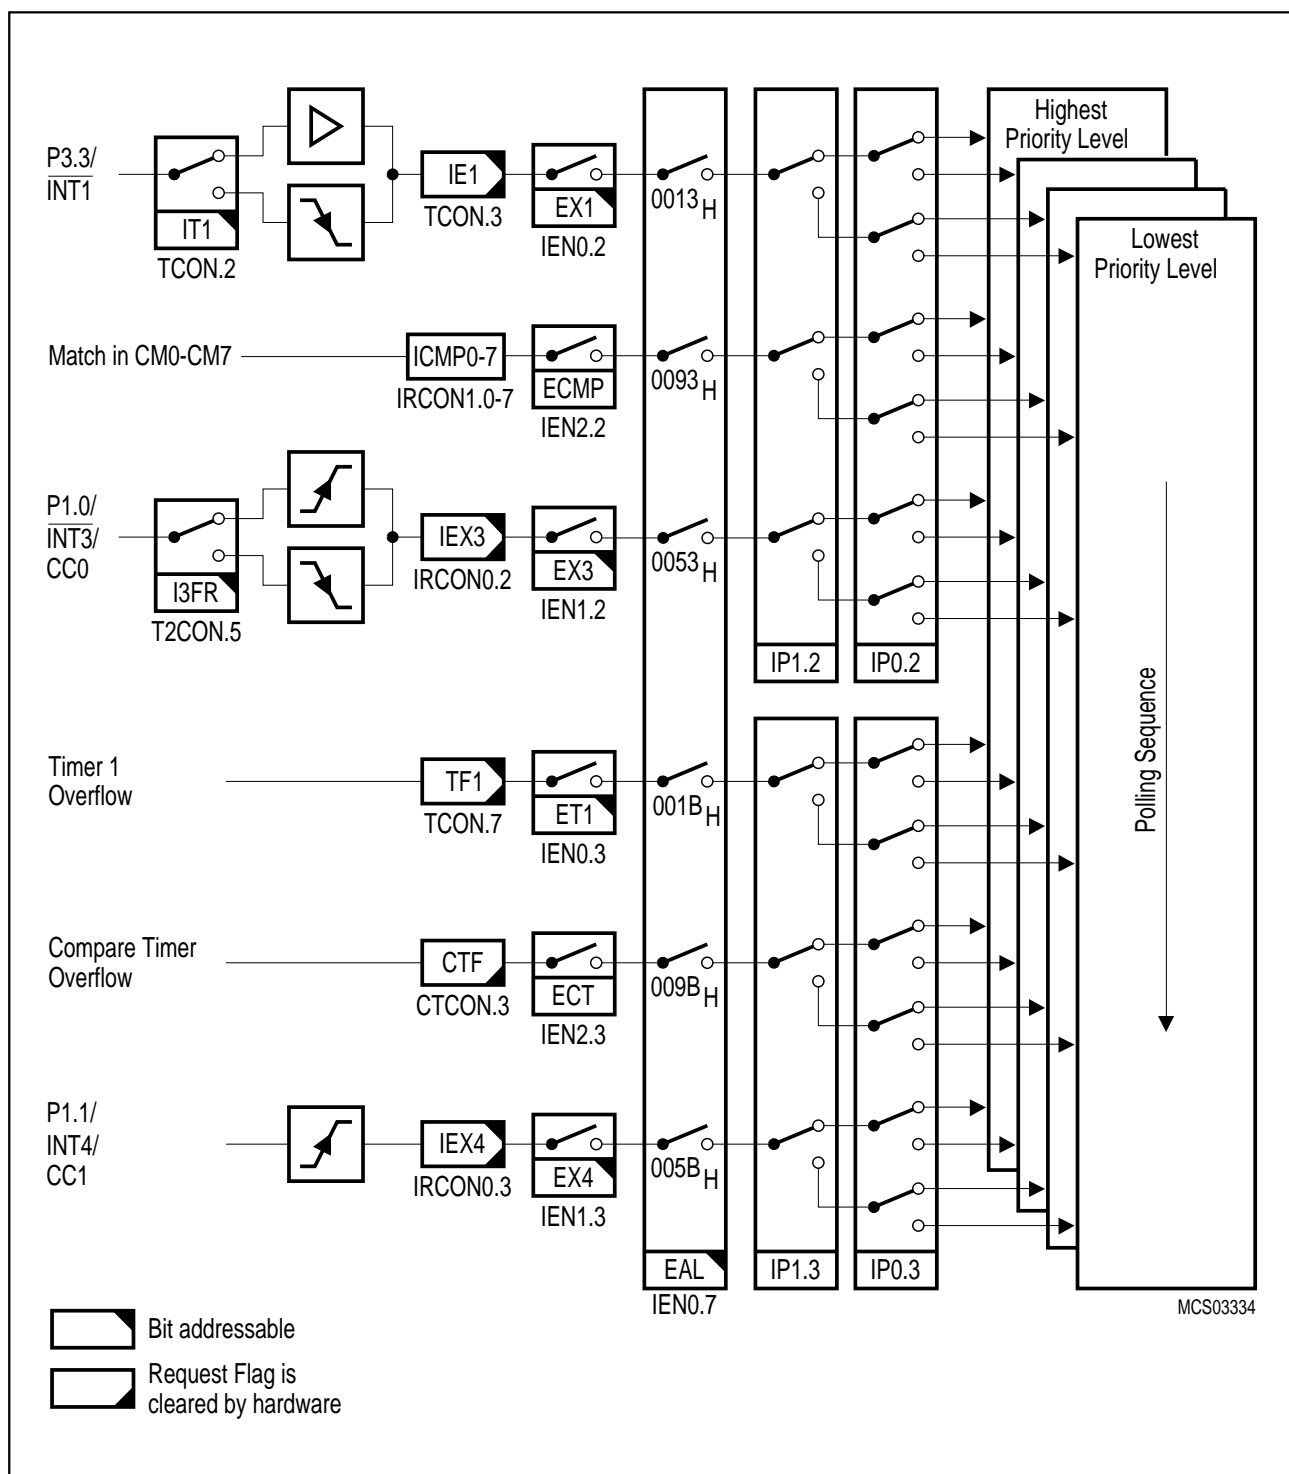 Highest
Priority Level
Lowest
Priority Level
P3.3/
INT1
IT1
TCON.2
IE1
TCON.3
EX1
IEN0.2
0013H
Match in CM0-CM7
ICMP0-7
IRCON1.0-7
ECMP
IEN2.2
0093H
P1.0/
INT3/
CC0
I3FR
T2CON.5
IEX3
IRCON0.2
EX3
IEN1.2
0053H
IP1.2
IP0.2
Timer 1
Overflow
TF1
TCON.7
ET1
IEN0.3
001BH
Polling Sequence
Compare Timer
Overflow
CTF
CTCON.3
ECT
IEN2.3
009BH
P1.1/
INT4/
CC1
IEX4
IRCON0.3
EX4
IEN1.3
005BH
EAL
IEN0.7
IP1.3
IP0.3
MCS03334
Bit addressable
Request Flag is
cleared by hardware